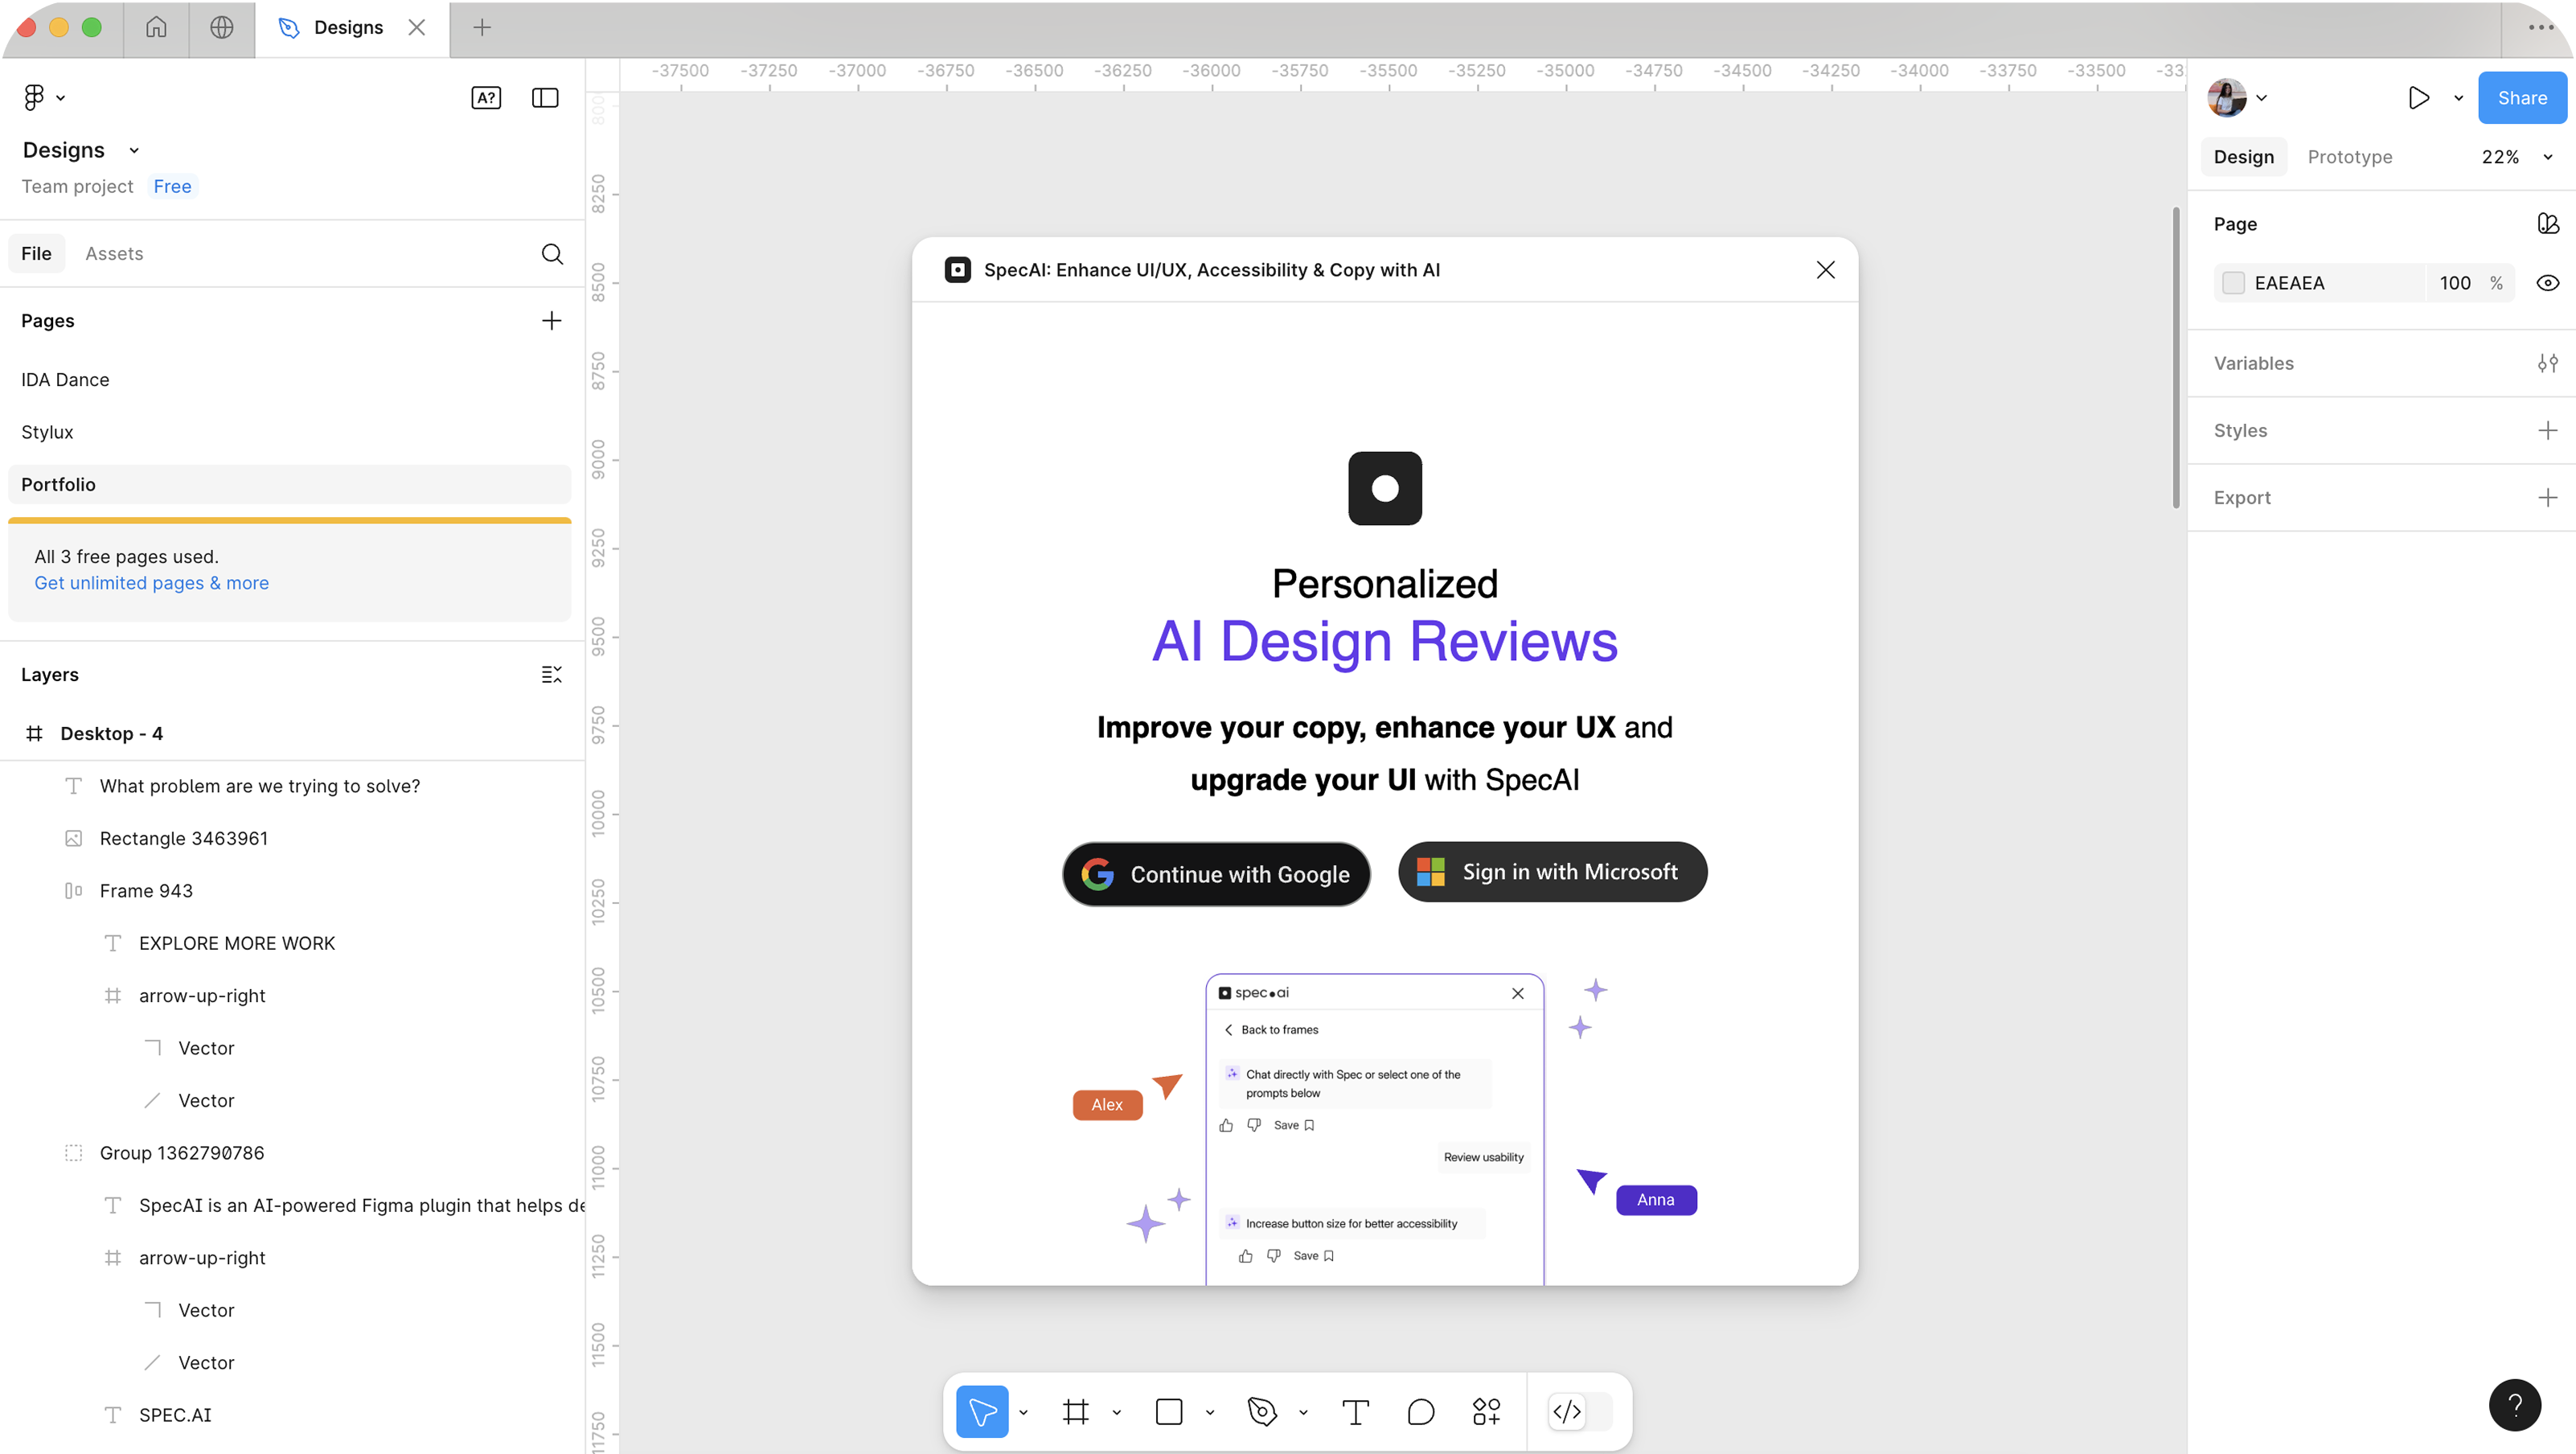 Designs
-37500 -37250 -37000 -36750 -36500 -36250 -36000 -35750 -35500 -35250 -35000 -34750 -34500 -34250 -34000 -33750 -33500
A?
Share
Designs
Team project Free
Design Prototype 22%
File Assets
Page
EAEAEA 100 %
Pages
IDA Dance
Stylux
Portfolio
All 3 free pages used.
Get unlimited pages & more
Variables
Styles
Export
Layers
Desktop - 4
What problem are we trying to solve?
Rectangle 3463961
Frame 943
EXPLORE MORE WORK
arrow-up-right
Vector
Vector
Group 1362790786
SpecAI is an AI-powered Figma plugin that helps
arrow-up-right
Vector
Vector
SPEC.AI
8250
8500
8750
9000
9250
9500
9750
10000
10250
10500
10750
11000
11250
11500
11750
SpecAI: Enhance UI/UX, Accessibility & Copy with AI
Personalized
AI Design Reviews
Improve your copy, enhance your UX and
upgrade your UI with SpecAI
Continue with Google
Sign in with Microsoft
spec.ai
Back to frames
Chat directly with Spec or select one of the
prompts below
Save
Alex
Review usability
Anna
Increase button size for better accessibility
Save
?